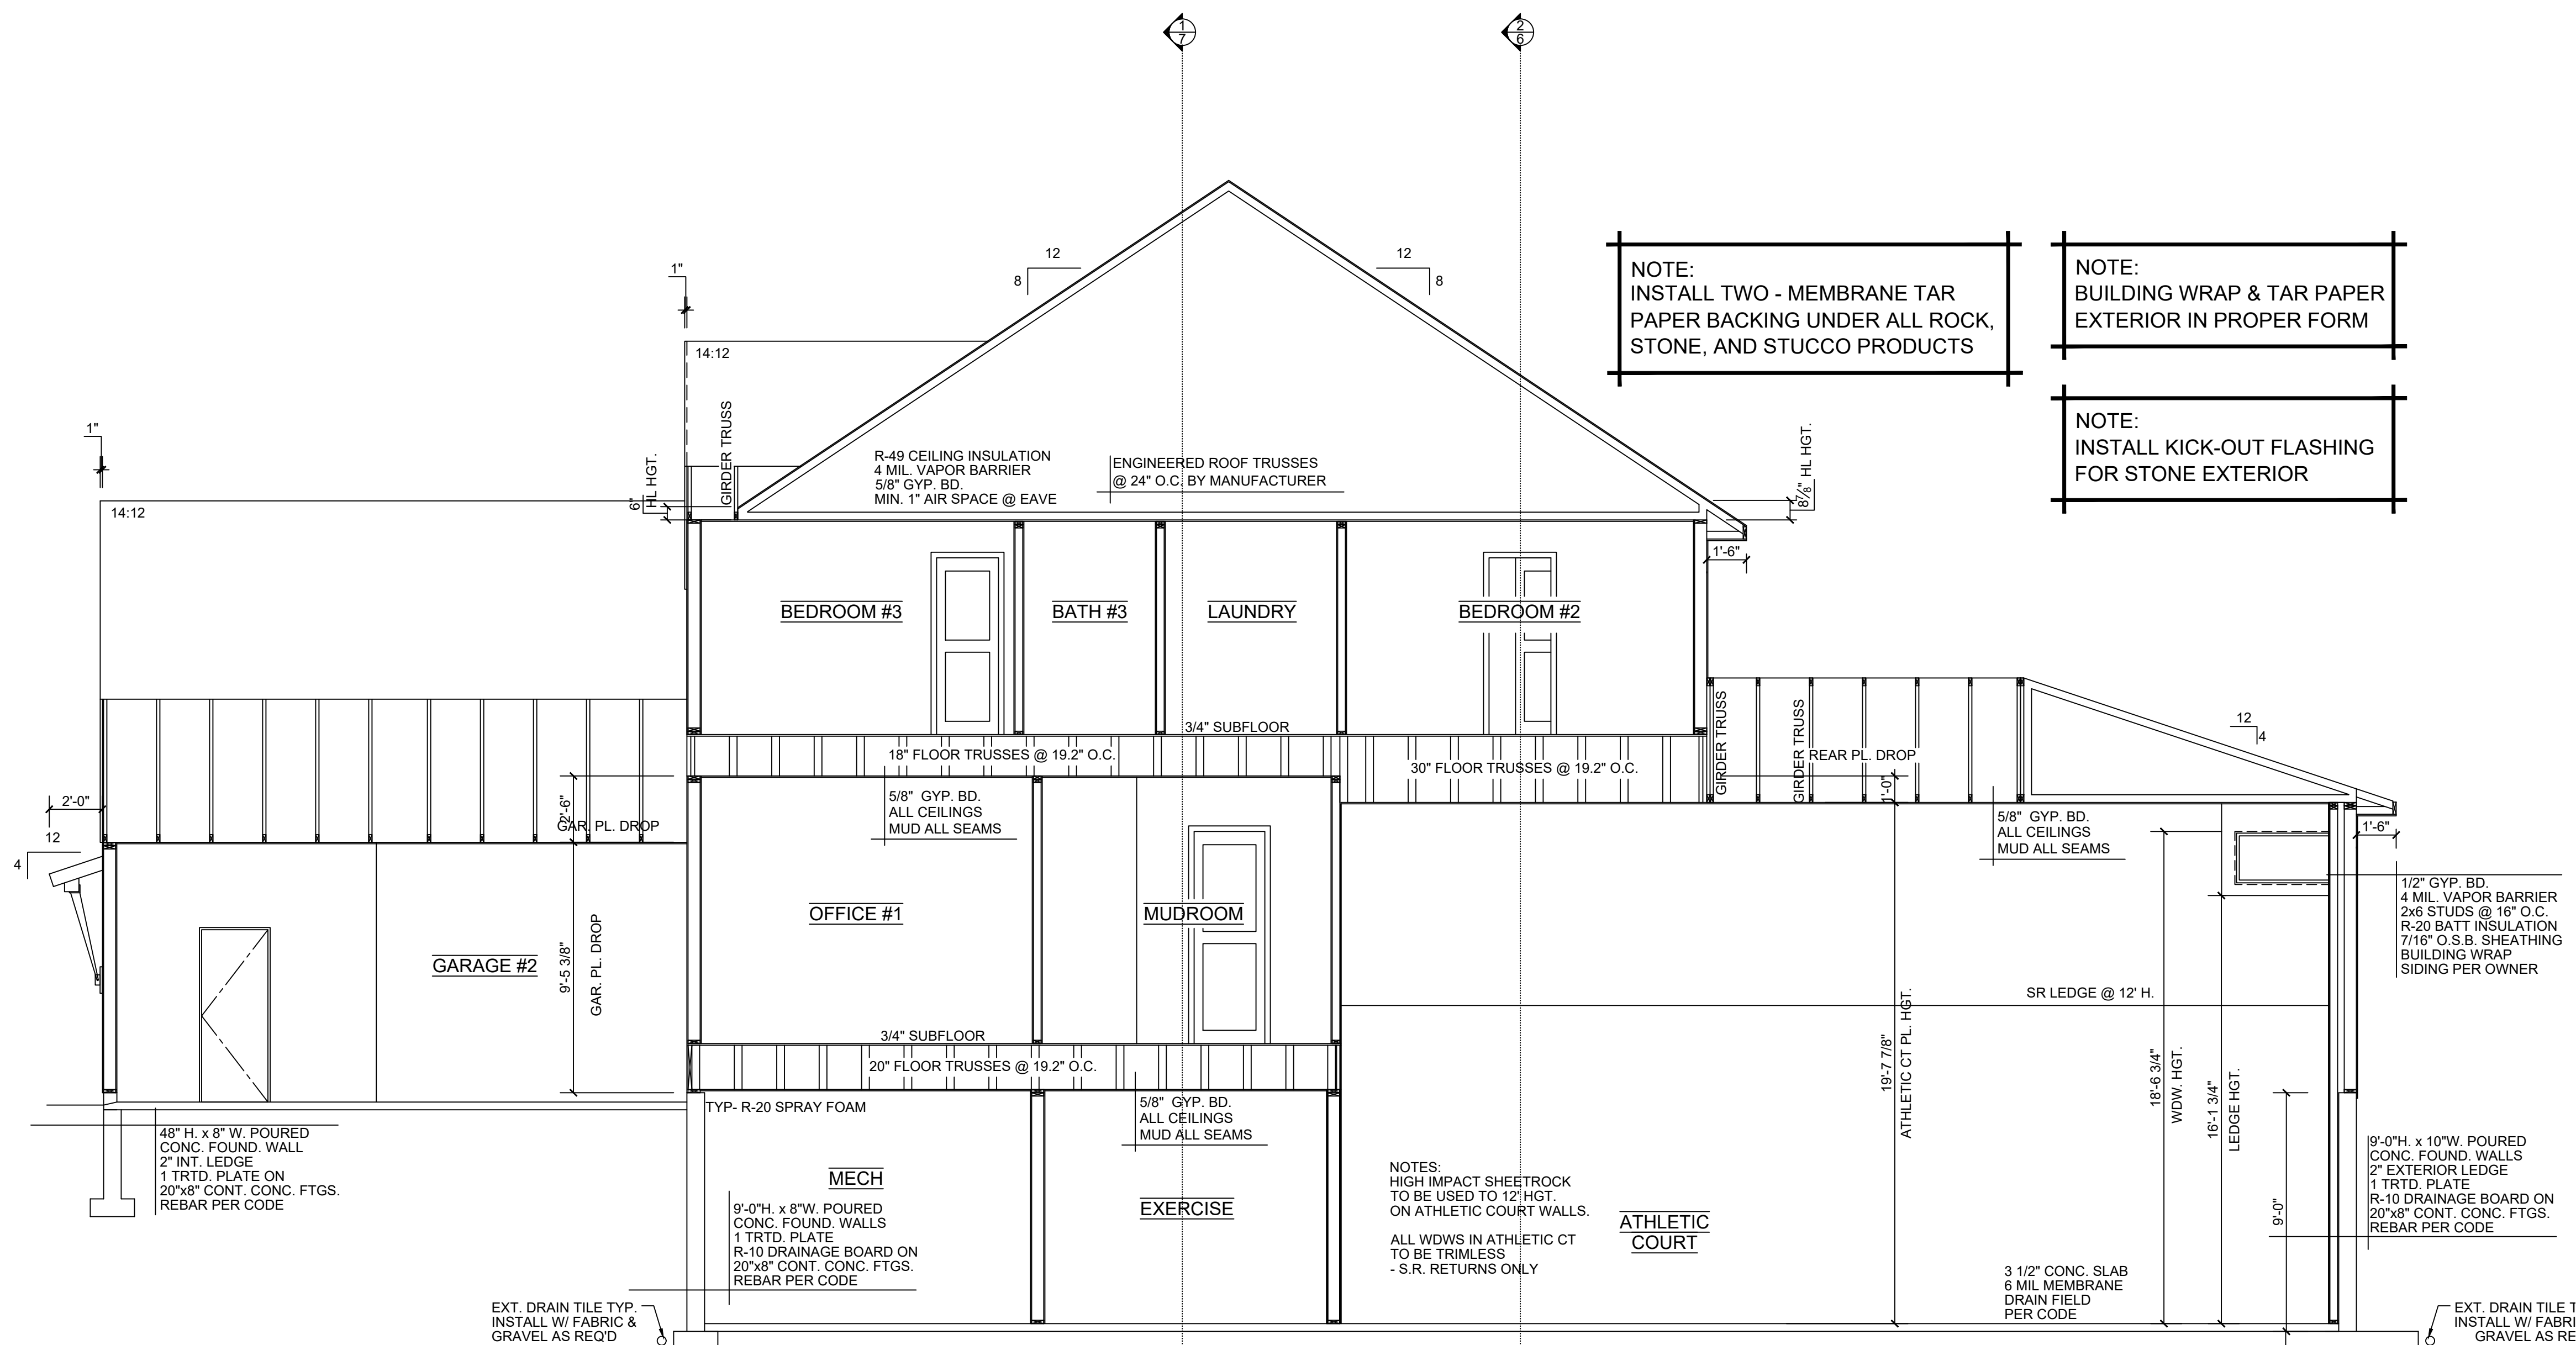 1
7
2
6
12
8
12
8
1"
14:12
1"
14:12
NOTE:
INSTALL TWO - MEMBRANE TAR
PAPER BACKING UNDER ALL ROCK,
STONE, AND STUCCO PRODUCTS
NOTE:
BUILDING WRAP & TAR PAPER
EXTERIOR IN PROPER FORM
NOTE:
INSTALL KICK-OUT FLASHING
FOR STONE EXTERIOR
6"
HL HGT.
GIRDER TRUSS
R-49 CEILING INSULATION
4 MIL. VAPOR BARRIER
5/8" GYP. BD.
MIN. 1" AIR SPACE @ EAVE
ENGINEERED ROOF TRUSSES
@ 24" O.C. BY MANUFACTURER
8⅞" HL HGT.
1'-6"
BEDROOM #3
BATH #3
LAUNDRY
BEDROOM #2
3/4" SUBFLOOR
18" FLOOR TRUSSES @ 19.2" O.C.
30" FLOOR TRUSSES @ 19.2" O.C.
GIRDER TRUSS
GIRDER TRUSS
REAR PL. DROP
1'-0"
12
4
2'-0"
12
4
2'-6"
GAR. PL. DROP
5/8" GYP. BD.
ALL CEILINGS
MUD ALL SEAMS
5/8" GYP. BD.
ALL CEILINGS
MUD ALL SEAMS
1'-6"
1/2" GYP. BD.
4 MIL. VAPOR BARRIER
2x6 STUDS @ 16" O.C.
R-20 BATT INSULATION
7/16" O.S.B. SHEATHING
BUILDING WRAP
SIDING PER OWNER
OFFICE #1
MUDROOM
GARAGE #2
9'-5 3/8"
GAR. PL. DROP
SR LEDGE @ 12' H.
3/4" SUBFLOOR
20" FLOOR TRUSSES @ 19.2" O.C.
19'-7 7/8"
ATHLETIC CT PL. HGT.
18'-6 3/4"
WDW. HGT.
16'-1 3/4"
LEDGE HGT.
TYP- R-20 SPRAY FOAM
5/8" GYP. BD.
ALL CEILINGS
MUD ALL SEAMS
48" H. x 8" W. POURED
CONC. FOUND. WALL
2" INT. LEDGE
1 TRTD. PLATE ON
20"x8" CONT. CONC. FTGS.
REBAR PER CODE
MECH
9'-0"H. x 8"W. POURED
CONC. FOUND. WALLS
1 TRTD. PLATE
R-10 DRAINAGE BOARD ON
20"x8" CONT. CONC. FTGS.
REBAR PER CODE
EXERCISE
NOTES:
HIGH IMPACT SHEETROCK
TO BE USED TO 12' HGT.
ON ATHLETIC COURT WALLS.
ALL WDWS IN ATHLETIC CT
TO BE TRIMLESS
- S.R. RETURNS ONLY
ATHLETIC
COURT
9'-0"
9'-0"H. x 10"W. POURED
CONC. FOUND. WALLS
2" EXTERIOR LEDGE
1 TRTD. PLATE
R-10 DRAINAGE BOARD ON
20"x8" CONT. CONC. FTGS.
REBAR PER CODE
3 1/2" CONC. SLAB
6 MIL MEMBRANE
DRAIN FIELD
PER CODE
EXT. DRAIN TILE TYP.
INSTALL W/ FABRIC &
GRAVEL AS REQ'D
EXT. DRAIN TILE T
INSTALL W/ FABRI
GRAVEL AS RE